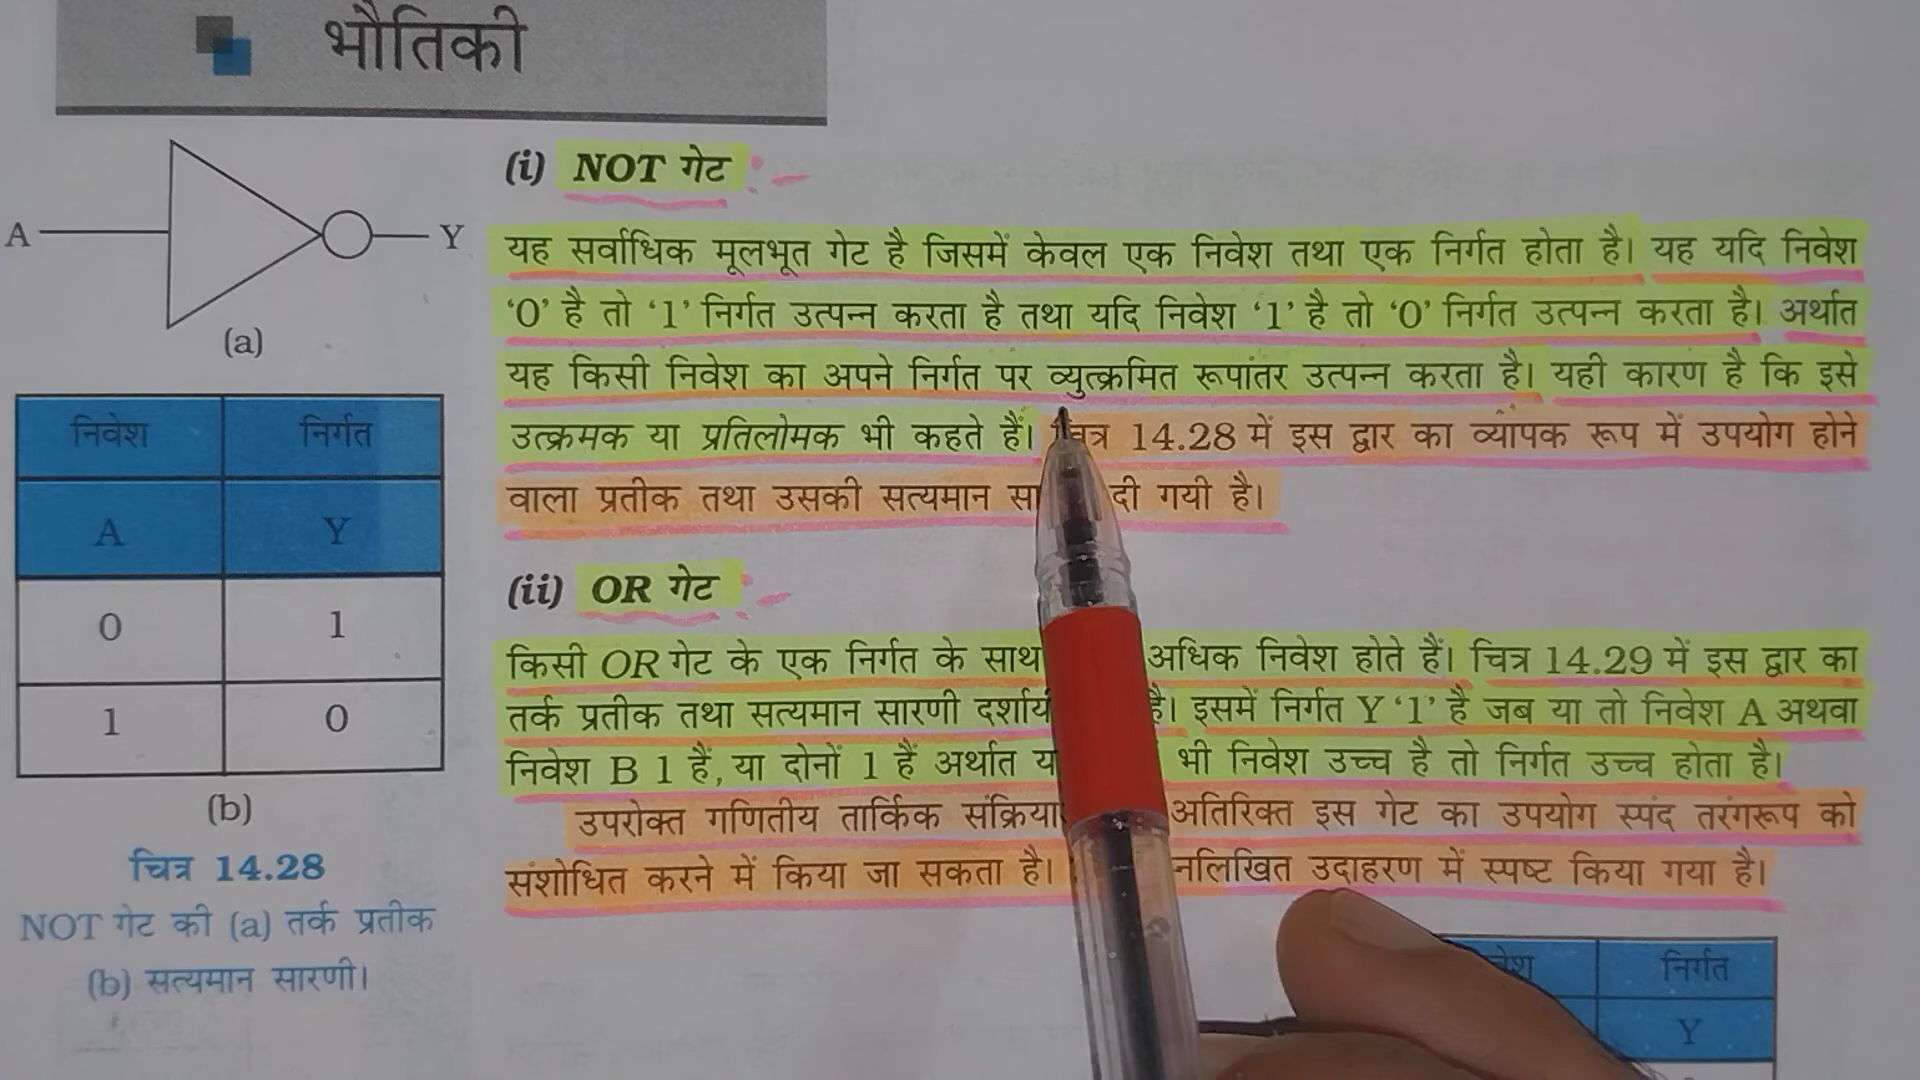 भौतिकी
A
Y
(a)
निवेश निर्गत
A Y
0 1
1 0
(b)
चित्र 14.28
NOT गेट की (a) तर्क प्रतीक
(b) सत्यमान सारणी।
(i) NOT गेट :-
यह सर्वाधिक मूलभूत गेट है जिसमें केवल एक निवेश तथा एक निर्गत होता है। यह यदि निवेश
‘0’ है तो ‘1’ निर्गत उत्पन्न करता है तथा यदि निवेश ‘1’ है तो ‘0’ निर्गत उत्पन्न करता है। अर्थात
यह किसी निवेश का अपने निर्गत पर व्युत्क्रमित रूपांतर उत्पन्न करता है। यही कारण है कि इसे
उत्क्रमक या प्रतिलोमक भी कहते हैं। 14.28 में इस द्वार का व्यापक रूप में उपयोग होने
वाला प्रतीक तथा उसकी सत्यमान दी गयी है।
(ii) OR गेट :-
किसी OR गेट के एक निर्गत के साथ अधिक निवेश होते हैं। चित्र 14.29 में इस द्वार का
तर्क प्रतीक तथा सत्यमान सारणी है। इसमें निर्गत Y ‘1’ है जब या तो निवेश A अथवा
निवेश B 1 हैं, या दोनों 1 हैं अर्थात भी निवेश उच्च है तो निर्गत उच्च होता है।
उपरोक्त गणितीय तार्किक अतिरिक्त इस गेट का उपयोग स्पंद तरंगरूप को
संशोधित करने में किया जा सकता है। उदाहरण में स्पष्ट किया गया है।
निर्गत
Y